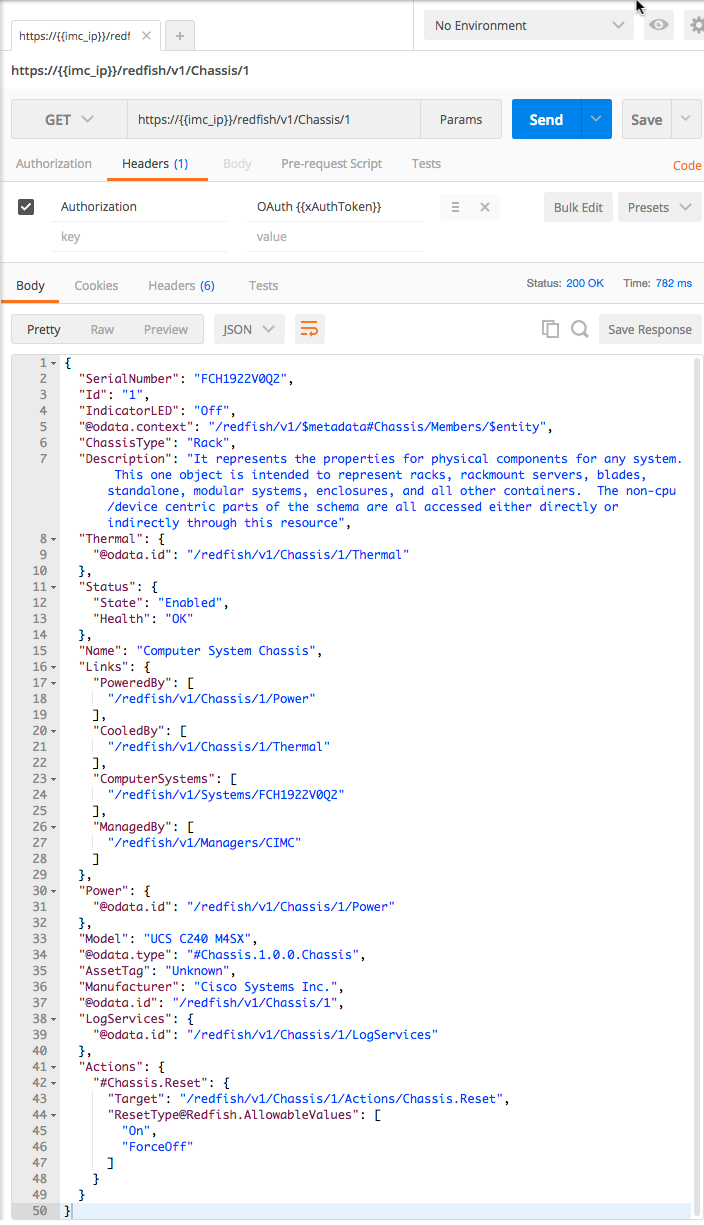 https://{{imc_ip}}/redf
No Environment
https://{{imc_ip}}/redfish/v1/Chassis/1
GET https://{{imc_ip}}/redfish/v1/Chassis/1 Params Send Save
Authorization Headers (1) Body Pre-request Script Tests Code
Authorization OAuth {{xAuthToken}} Bulk Edit Presets
key value
Body Cookies Headers (6) Tests Status: 200 OK Time: 782 ms
Pretty Raw Preview JSON Save Response
1 {
2 "SerialNumber": "FCH1922V0Q2",
3 "Id": "1",
4 "IndicatorLED": "Off",
5 "@odata.context": "/redfish/v1/$metadata#Chassis/Members/$entity",
6 "ChassisType": "Rack",
7 "Description": "It represents the properties for physical components for any system.
This one object is intended to represent racks, rackmount servers, blades,
standalone, modular systems, enclosures, and all other containers.  The non-cpu
/device centric parts of the schema are all accessed either directly or
indirectly through this resource",
8 "Thermal": {
9 "@odata.id": "/redfish/v1/Chassis/1/Thermal"
10 },
11 "Status": {
12 "State": "Enabled",
13 "Health": "OK"
14 },
15 "Name": "Computer System Chassis",
16 "Links": {
17 "PoweredBy": [
18 "/redfish/v1/Chassis/1/Power"
19 ],
20 "CooledBy": [
21 "/redfish/v1/Chassis/1/Thermal"
22 ],
23 "ComputerSystems": [
24 "/redfish/v1/Systems/FCH1922V0Q2"
25 ],
26 "ManagedBy": [
27 "/redfish/v1/Managers/CIMC"
28 ]
29 },
30 "Power": {
31 "@odata.id": "/redfish/v1/Chassis/1/Power"
32 },
33 "Model": "UCS C240 M4SX",
34 "@odata.type": "#Chassis.1.0.0.Chassis",
35 "AssetTag": "Unknown",
36 "Manufacturer": "Cisco Systems Inc.",
37 "@odata.id": "/redfish/v1/Chassis/1",
38 "LogServices": {
39 "@odata.id": "/redfish/v1/Chassis/1/LogServices"
40 },
41 "Actions": {
42 "#Chassis.Reset": {
43 "Target": "/redfish/v1/Chassis/1/Actions/Chassis.Reset",
44 "ResetType@Redfish.AllowableValues": [
45 "On",
46 "ForceOff"
47 ]
48 }
49 }
50 }